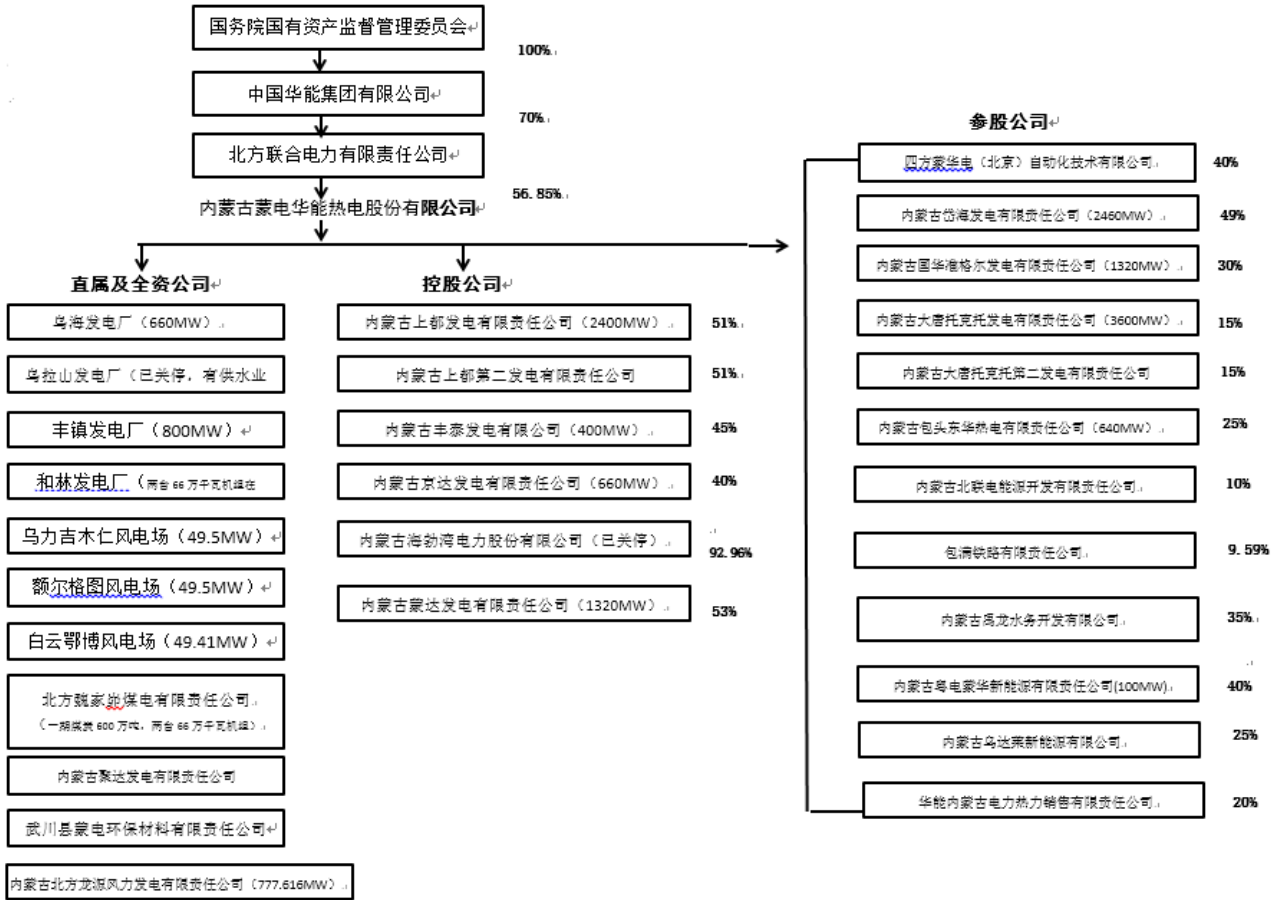 国务院国有资产监督管理委员会
100%
中国华能集团有限公司
70%
北方联合电力有限责任公司
56.85%
内蒙古蒙电华能热电股份有限公司
直属及全资公司
乌海发电厂（660MW）
乌拉山发电厂（已关停，有供水业
丰镇发电厂（800MW）
和林发电厂（两台66万千瓦机组在
乌力吉木仁风电场（49.5MW）
额尔格图风电场（49.5MW）
白云鄂博风电场（49.41MW）
北方魏家峁煤电有限责任公司
（一期煤炭600万吨，两台66万千瓦机组）
内蒙古聚达发电有限责任公司
武川县蒙电环保材料有限责任公司
内蒙古北方龙源风力发电有限责任公司（777.616MW）
控股公司
内蒙古上都发电有限责任公司（2400MW） 51%
内蒙古上都第二发电有限责任公司 51%
内蒙古丰泰发电有限公司（400MW） 45%
内蒙古京达发电有限责任公司（660MW） 40%
内蒙古海勃湾电力股份有限公司（已关停） 92.96%
内蒙古蒙达发电有限责任公司（1320MW） 53%
参股公司
四方蒙华电（北京）自动化技术有限公司 40%
内蒙古岱海发电有限责任公司（2460MW） 49%
内蒙古国华准格尔发电有限责任公司（1320MW） 30%
内蒙古大唐托克托发电有限责任公司（3600MW） 15%
内蒙古大唐托克托第二发电有限责任公司 15%
内蒙古包头东华热电有限责任公司（640MW） 25%
内蒙古北联电能源开发有限责任公司 10%
包满铁路有限责任公司 9.59%
内蒙古禹龙水务开发有限公司 35%
内蒙古粤电蒙华新能源有限责任公司(100MW) 40%
内蒙古乌达莱新能源有限公司 25%
华能内蒙古电力热力销售有限责任公司 20%